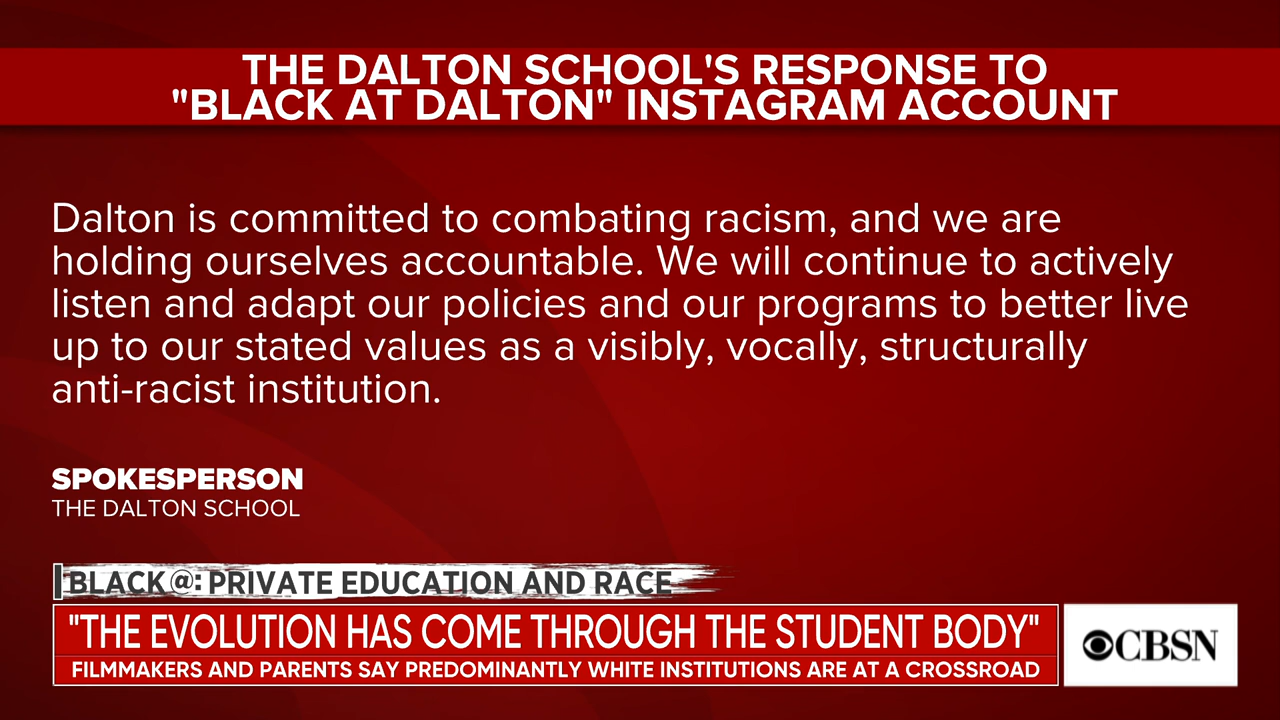 THE DALTON SCHOOL'S RESPONSE TO
"BLACK AT DALTON" INSTAGRAM ACCOUNT
Dalton is committed to combating racism, and we are
holding ourselves accountable. We will continue to actively
listen and adapt our policies and our programs to better live
up to our stated values as a visibly, vocally, structurally
anti-racist institution.
SPOKESPERSON
THE DALTON SCHOOL
BLACK@: PRIVATE EDUCATION AND RACE
"THE EVOLUTION HAS COME THROUGH THE STUDENT BODY"
FILMMAKERS AND PARENTS SAY PREDOMINANTLY WHITE INSTITUTIONS ARE AT A CROSSROAD
CBSN